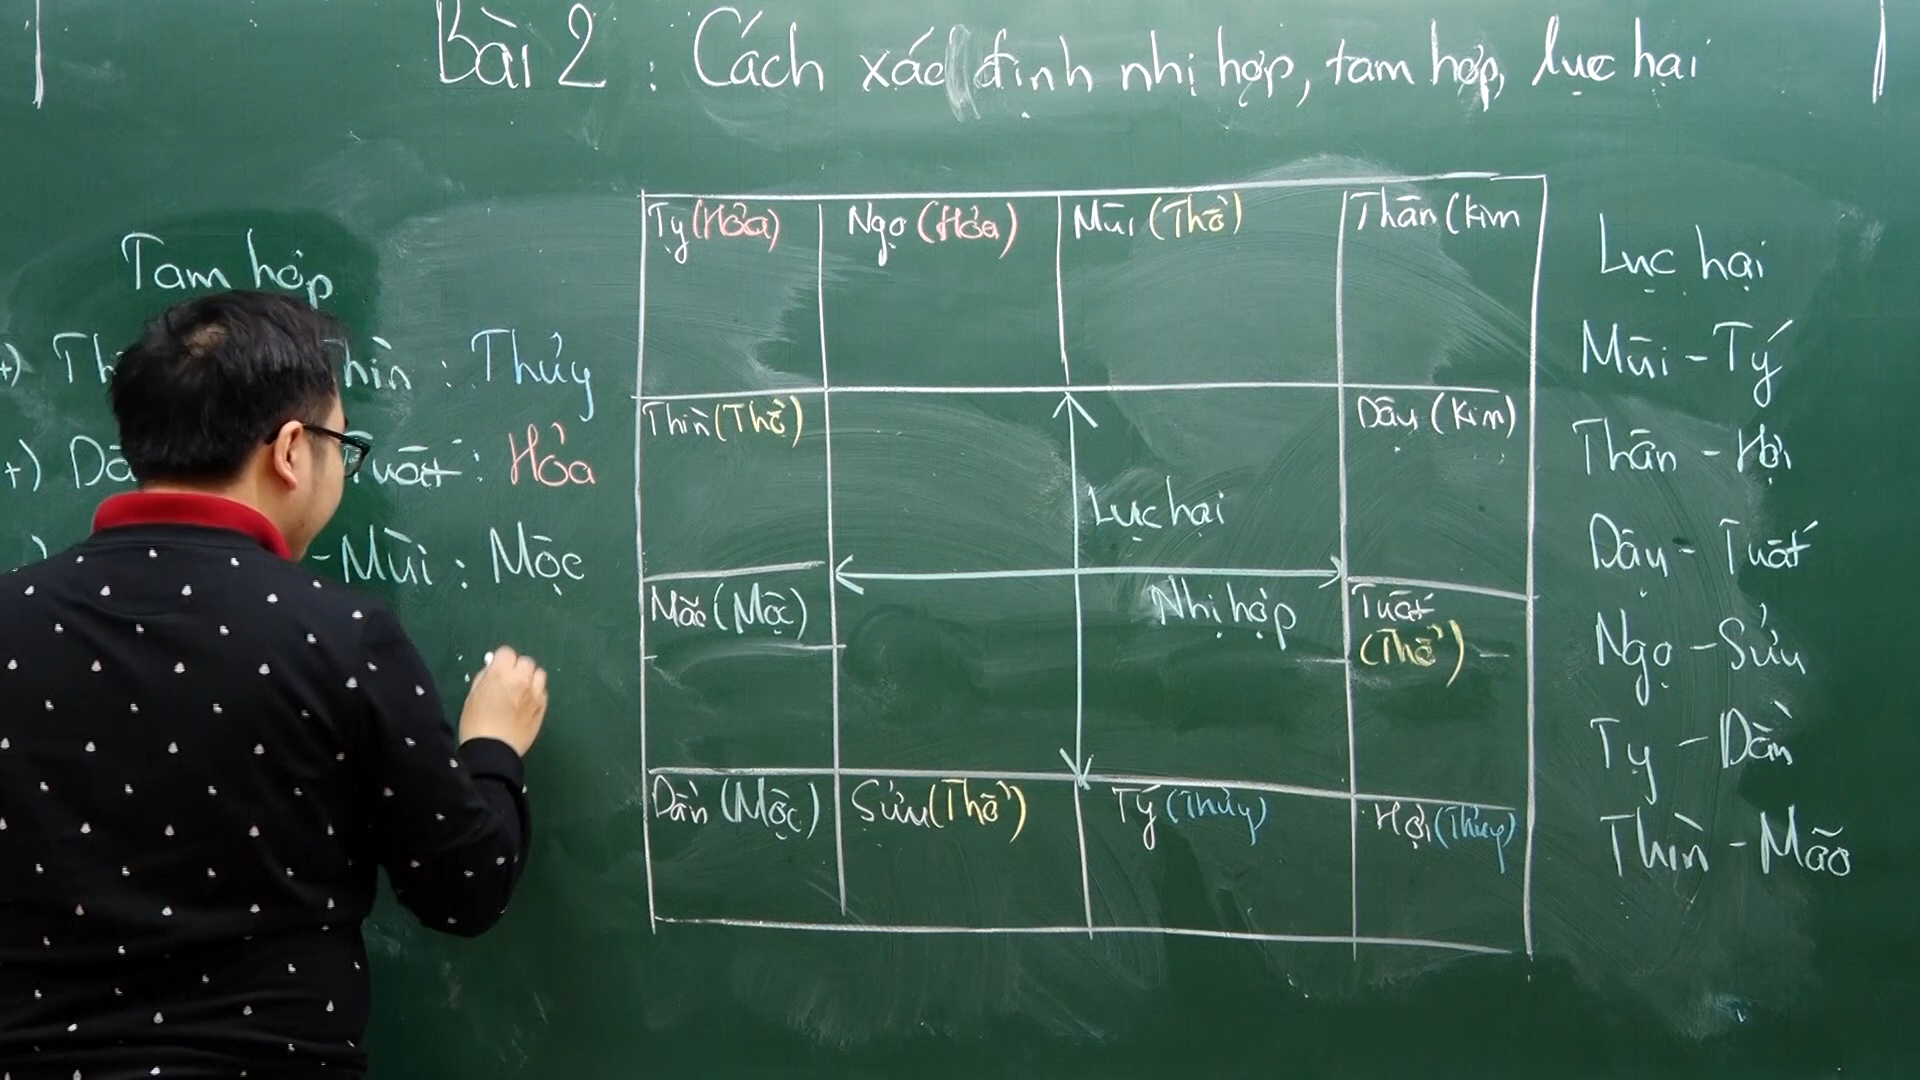 Bài 2 : Cách xác định nhị hợp, tam hợp, lục hại
Tam hợp
+) Th hìn : Thủy
+) Dầ Tuất : Hỏa
) - Mùi : Mộc
Tỵ (Hỏa)
Ngọ (Hỏa)
Mùi (Thổ)
Thân (Kim
Thìn (Thổ)
Dậu (Kim)
Lục hại
Nhị hợp
Mão (Mộc)
Tuất
(Thổ)
Dần (Mộc)
Sửu (Thổ)
Tý (Thủy)
Hợi (Thủy)
Lục hại
Mùi - Tý
Thân - Hợi
Dậu - Tuất
Ngọ - Sửu
Tỵ - Dần
Thìn - Mão